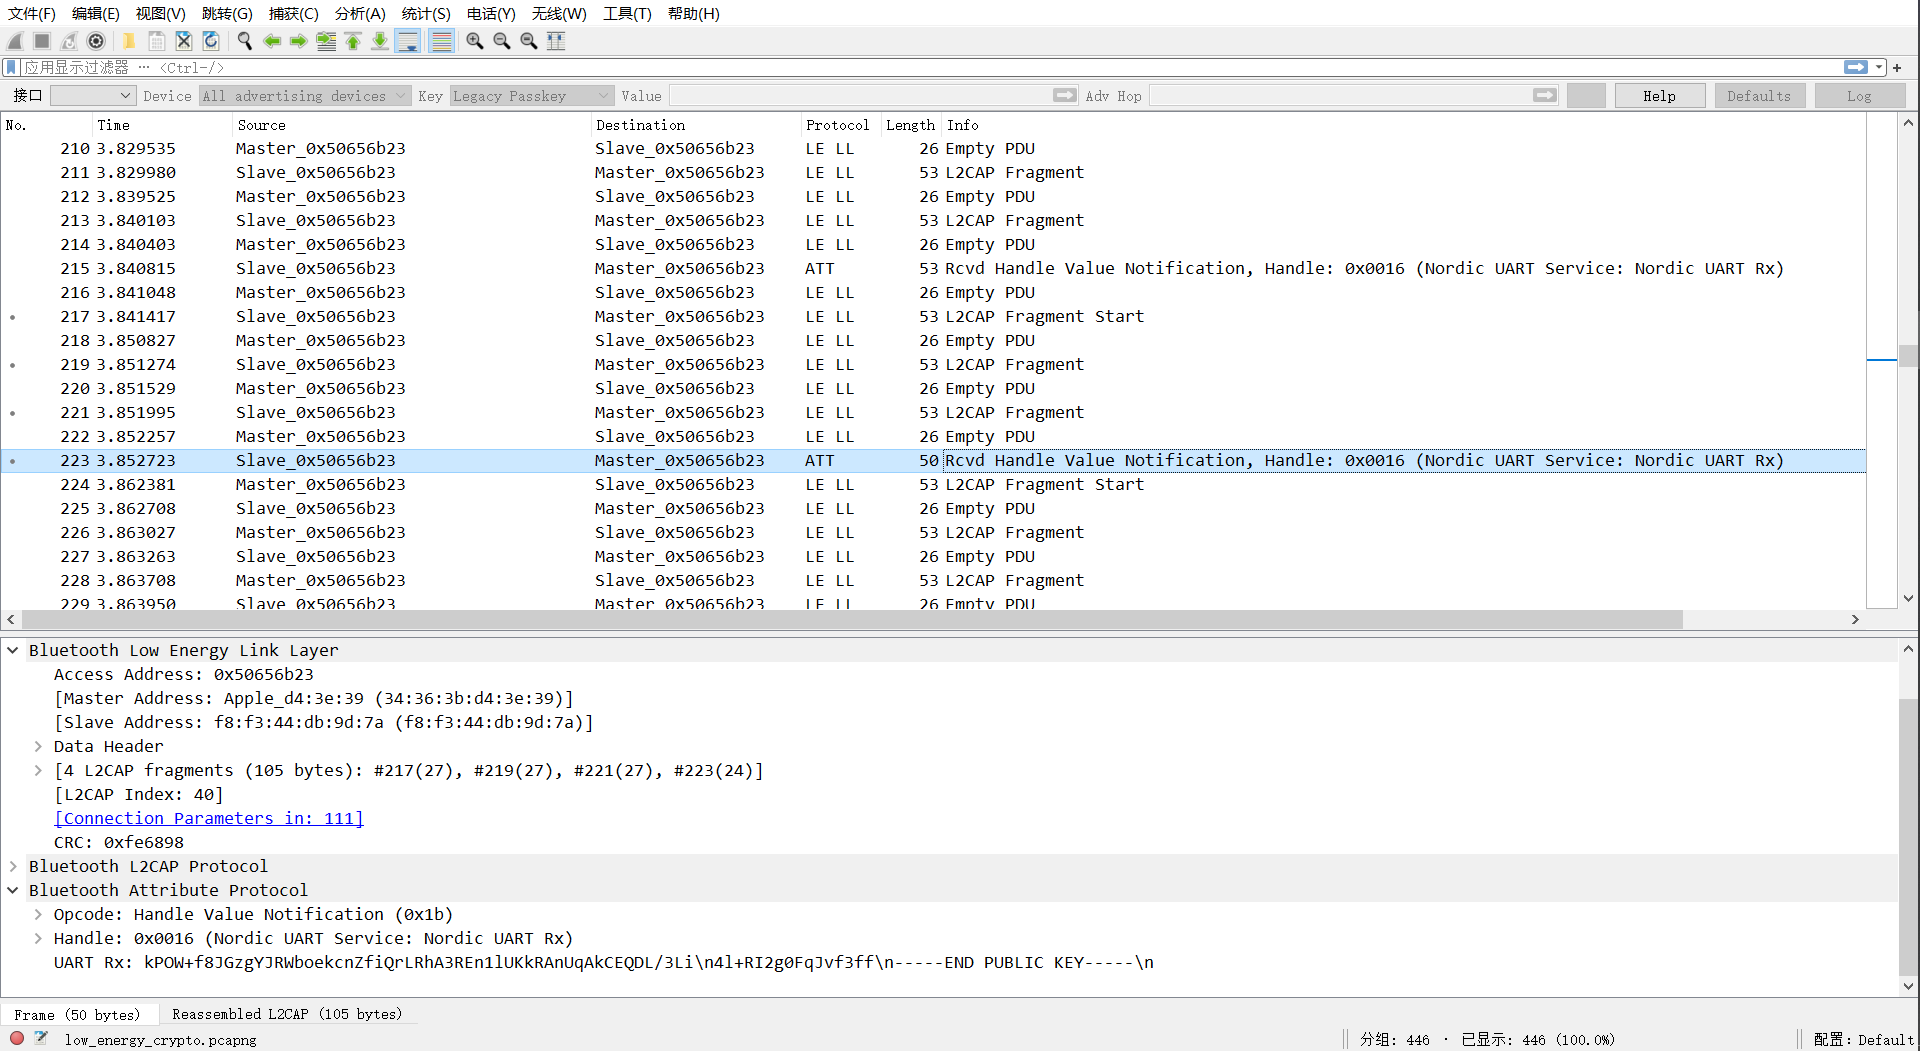 文件(F) 编辑(E) 视图(V) 跳转(G) 捕获(C) 分析(A) 统计(S) 电话(Y) 无线(W) 工具(T) 帮助(H)
应用显示过滤器 … <Ctrl-/>
接口 Device All advertising devices Key Legacy Passkey Value Adv Hop Help Defaults Log
No. Time Source Destination Protocol Length Info
210 3.829535 Master_0x50656b23 Slave_0x50656b23 LE LL 26 Empty PDU
211 3.829980 Slave_0x50656b23 Master_0x50656b23 LE LL 53 L2CAP Fragment
212 3.839525 Master_0x50656b23 Slave_0x50656b23 LE LL 26 Empty PDU
213 3.840103 Slave_0x50656b23 Master_0x50656b23 LE LL 53 L2CAP Fragment
214 3.840403 Master_0x50656b23 Slave_0x50656b23 LE LL 26 Empty PDU
215 3.840815 Slave_0x50656b23 Master_0x50656b23 ATT 53 Rcvd Handle Value Notification, Handle: 0x0016 (Nordic UART Service: Nordic UART Rx)
216 3.841048 Master_0x50656b23 Slave_0x50656b23 LE LL 26 Empty PDU
217 3.841417 Slave_0x50656b23 Master_0x50656b23 LE LL 53 L2CAP Fragment Start
218 3.850827 Master_0x50656b23 Slave_0x50656b23 LE LL 26 Empty PDU
219 3.851274 Slave_0x50656b23 Master_0x50656b23 LE LL 53 L2CAP Fragment
220 3.851529 Master_0x50656b23 Slave_0x50656b23 LE LL 26 Empty PDU
221 3.851995 Slave_0x50656b23 Master_0x50656b23 LE LL 53 L2CAP Fragment
222 3.852257 Master_0x50656b23 Slave_0x50656b23 LE LL 26 Empty PDU
223 3.852723 Slave_0x50656b23 Master_0x50656b23 ATT 50 Rcvd Handle Value Notification, Handle: 0x0016 (Nordic UART Service: Nordic UART Rx)
224 3.862381 Master_0x50656b23 Slave_0x50656b23 LE LL 53 L2CAP Fragment Start
225 3.862708 Slave_0x50656b23 Master_0x50656b23 LE LL 26 Empty PDU
226 3.863027 Master_0x50656b23 Slave_0x50656b23 LE LL 53 L2CAP Fragment
227 3.863263 Slave_0x50656b23 Master_0x50656b23 LE LL 26 Empty PDU
228 3.863708 Master_0x50656b23 Slave_0x50656b23 LE LL 53 L2CAP Fragment
229 3.863950 Slave_0x50656b23 Master_0x50656b23 LE LL 26 Empty PDU
Bluetooth Low Energy Link Layer
Access Address: 0x50656b23
[Master Address: Apple_d4:3e:39 (34:36:3b:d4:3e:39)]
[Slave Address: f8:f3:44:db:9d:7a (f8:f3:44:db:9d:7a)]
Data Header
[4 L2CAP fragments (105 bytes): #217(27), #219(27), #221(27), #223(24)]
[L2CAP Index: 40]
[Connection Parameters in: 111]
CRC: 0xfe6898
Bluetooth L2CAP Protocol
Bluetooth Attribute Protocol
Opcode: Handle Value Notification (0x1b)
Handle: 0x0016 (Nordic UART Service: Nordic UART Rx)
UART Rx: kPOW+f8JGzgYJRWboekcnZfiQrLRhA3REn1lUKkRAnUqAkCEQDL/3Li\n4l+RI2g0FqJvf3ff\n-----END PUBLIC KEY-----\n
Frame (50 bytes) Reassembled L2CAP (105 bytes)
low_energy_crypto.pcapng 分组: 446 · 已显示: 446 (100.0%) 配置: Default